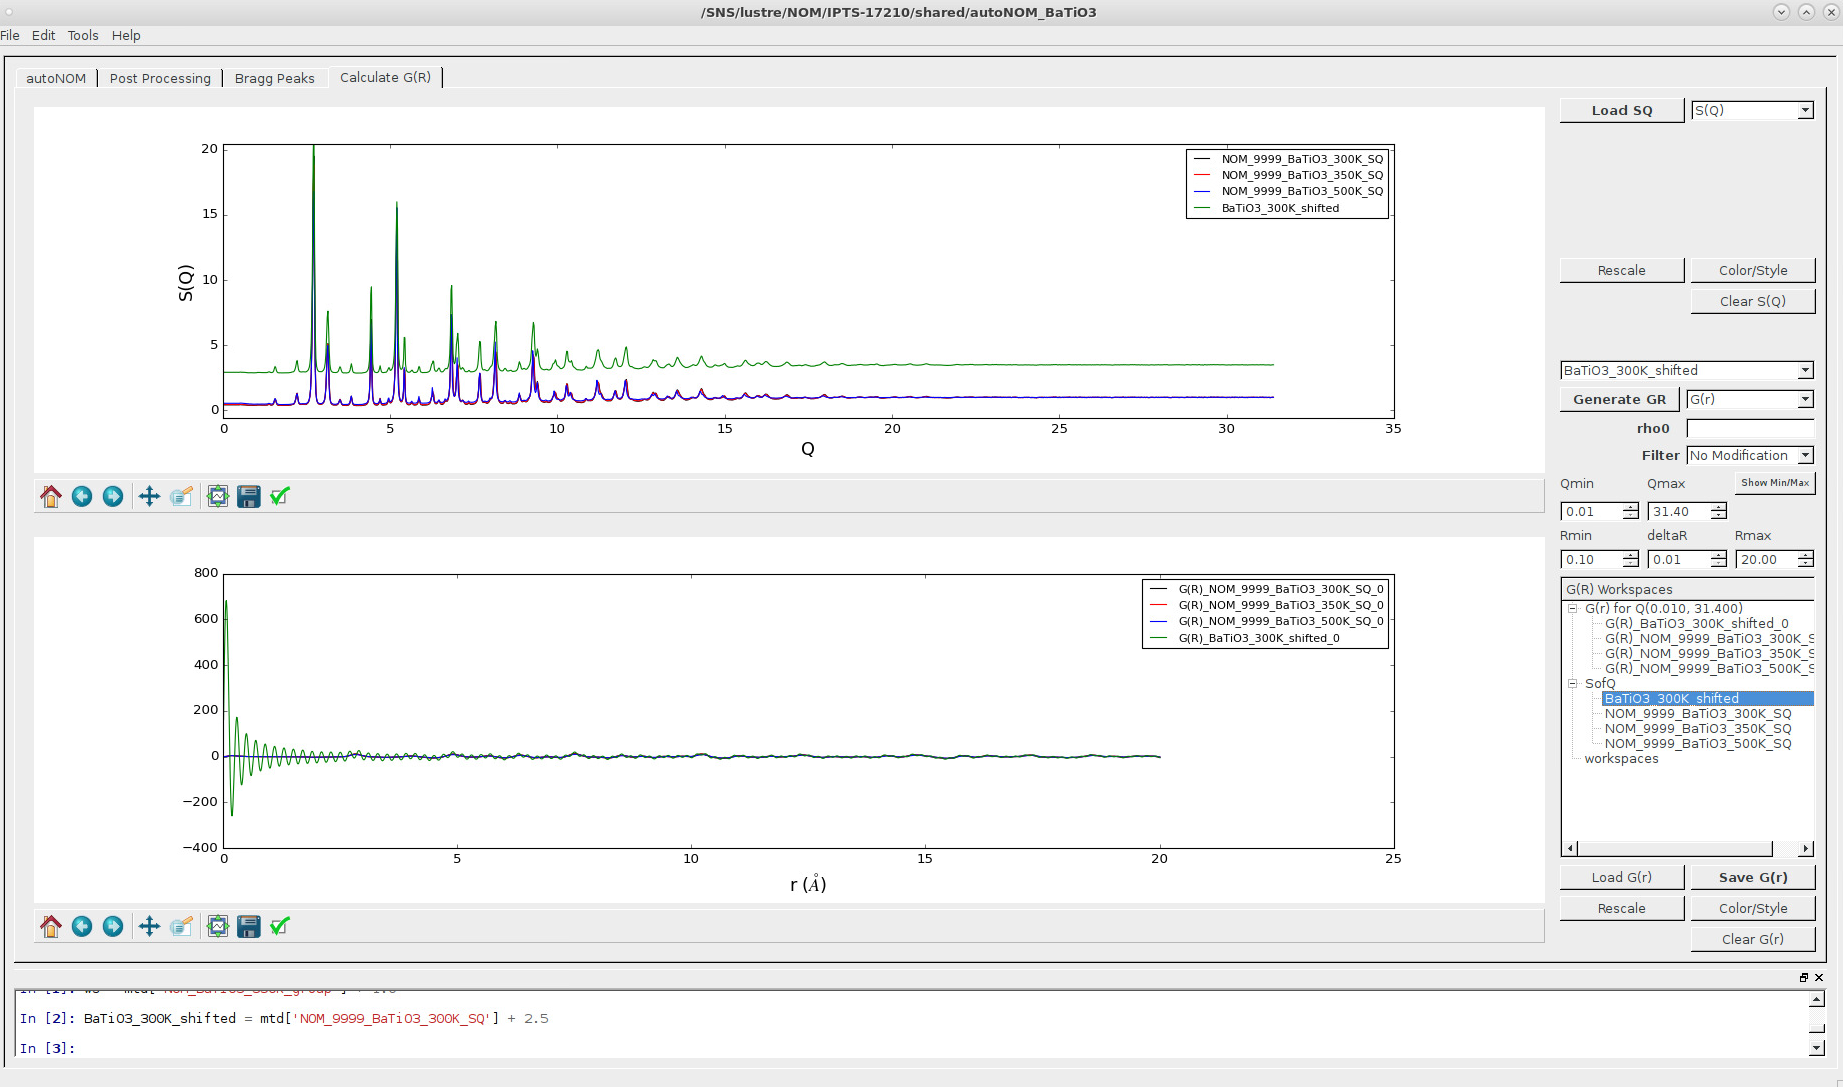 /SNS/lustre/NOM/IPTS-17210/shared/autoNOM_BaTiO3
File Edit Tools Help
autoNOM Post Processing Bragg Peaks Calculate G(R)
Load SQ S(Q)
20
15
10
5
0
S(Q)
0 5 10 15 20 25 30 35
Q
NOM_9999_BaTiO3_300K_SQ
NOM_9999_BaTiO3_350K_SQ
NOM_9999_BaTiO3_500K_SQ
BaTiO3_300K_shifted
Rescale Color/Style
Clear S(Q)
BaTiO3_300K_shifted
Generate GR G(r)
rho0
Filter No Modification
Qmin Qmax Show Min/Max
0.01 31.40
Rmin deltaR Rmax
0.10 0.01 20.00
800
600
400
200
0
−200
−400
0 5 10 15 20 25
r (Å)
G(R)_NOM_9999_BaTiO3_300K_SQ_0
G(R)_NOM_9999_BaTiO3_350K_SQ_0
G(R)_NOM_9999_BaTiO3_500K_SQ_0
G(R)_BaTiO3_300K_shifted_0
G(R) Workspaces
G(r) for Q(0.010, 31.400)
G(R)_BaTiO3_300K_shifted_0
G(R)_NOM_9999_BaTiO3_300K_S
G(R)_NOM_9999_BaTiO3_350K_S
G(R)_NOM_9999_BaTiO3_500K_S
SofQ
BaTiO3_300K_shifted
NOM_9999_BaTiO3_300K_SQ
NOM_9999_BaTiO3_350K_SQ
NOM_9999_BaTiO3_500K_SQ
workspaces
Load G(r) Save G(r)
Rescale Color/Style
Clear G(r)
In [2]: BaTiO3_300K_shifted = mtd['NOM_9999_BaTiO3_300K_SQ'] + 2.5
In [3]: